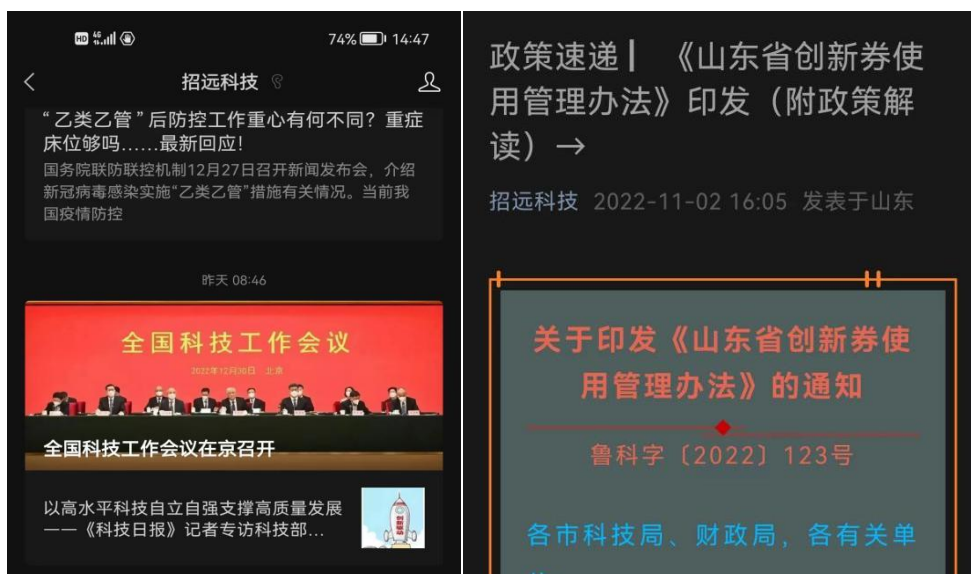 HD 4G 74% 14:47
招远科技
“乙类乙管”后防控工作重心有何不同？重症
床位够吗……最新回应！
国务院联防联控机制12月27日召开新闻发布会，介绍
新冠病毒感染实施“乙类乙管”措施有关情况。当前我
国疫情防控
昨天 08:46
全国科技工作会议
2022年12月30日 北京
全国科技工作会议在京召开
以高水平科技自立自强支撑高质量发展
——《科技日报》记者专访科技部...
创新驱动
政策速递┃ 《山东省创新券使
用管理办法》印发（附政策解
读）→
招远科技 2022-11-02 16:05 发表于山东
关于印发《山东省创新券使
用管理办法》的通知
鲁科字〔2022〕123号
各市科技局、财政局，各有关单